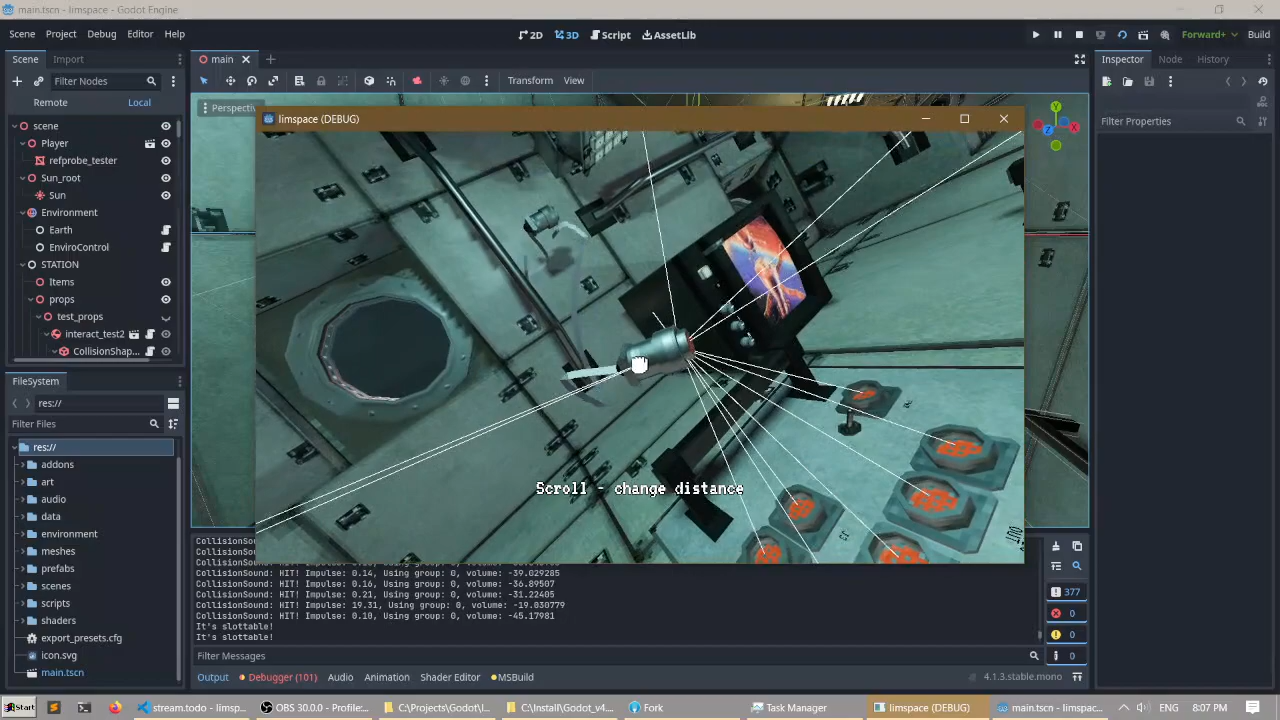 main.tscn - limspace - Godot Engine
Scene Project Debug Editor Help
2D 3D Script AssetLib
Forward+ Build
Scene Import
main
Inspector Node History
Filter Nodes
Transform View
Remote Local
Perspectiv
Filter Properties
limspace (DEBUG)
scene
Player
refprobe_tester
Sun_root
Sun
Environment
Earth
EnviroControl
STATION
Items
props
test_props
interact_test2
CollisionShap...
Scroll - change distance
FileSystem
res://
Filter Files
res://
addons
art
audio
data
environment
meshes
prefabs
scenes
scripts
shaders
export_presets.cfg
icon.svg
main.tscn
CollisionSound: HIT! Impulse: 0.14, Using group: 0, volume: -39.029285
CollisionSound: HIT! Impulse: 0.16, Using group: 0, volume: -36.89507
CollisionSound: HIT! Impulse: 0.21, Using group: 0, volume: -31.22405
CollisionSound: HIT! Impulse: 19.31, Using group: 0, volume: -19.030779
CollisionSound: HIT! Impulse: 0.10, Using group: 0, volume: -45.17981
It's slottable!
It's slottable!
377
0
0
0
Filter Messages
Output Debugger (101) Audio Animation Shader Editor MSBuild
4.1.3.stable.mono
Start stream.todo - limsp... OBS 30.0.0 - Profile:... C:\Projects\Godot\l... C:\Install\Godot_v4... Fork Task Manager limspace (DEBUG) main.tscn - limspac... 8:07 PM